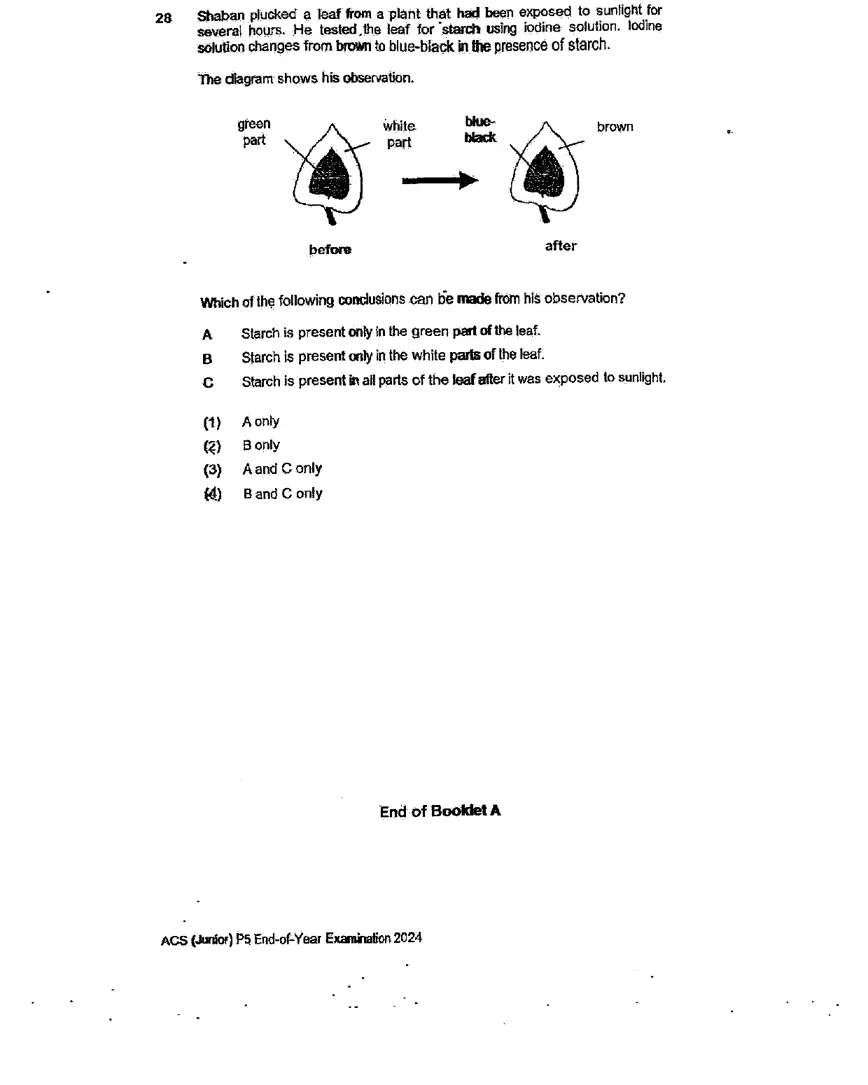 28 Shaban plucked a leaf from a plant that had been exposed to sunlight for
several hours. He tested the leaf for starch using iodine solution. Iodine
solution changes from brown to blue-black in the presence of starch.
The diagram shows his observation.
green
part
white
part
blue-
black
brown
before
after
Which of the following conclusions can be made from his observation?
A Starch is present only in the green part of the leaf.
B Starch is present only in the white parts of the leaf.
C Starch is present in all parts of the leaf after it was exposed to sunlight.
(1) A only
(2) B only
(3) A and C only
(4) B and C only
End of Booklet A
ACS (Junior) P5 End-of-Year Examination 2024